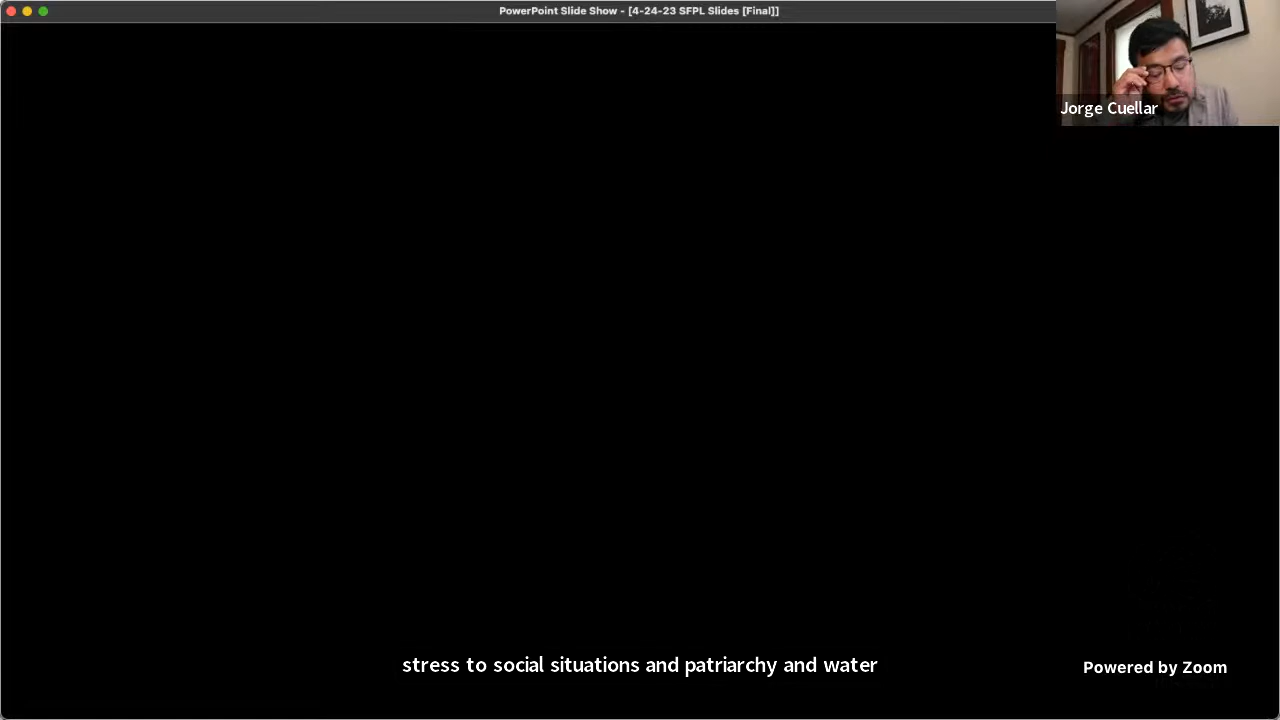 PowerPoint Slide Show - [4-24-23 SFPL Slides [Final]]
Jorge Cuellar
stress to social situations and patriarchy and water
Powered by Zoom